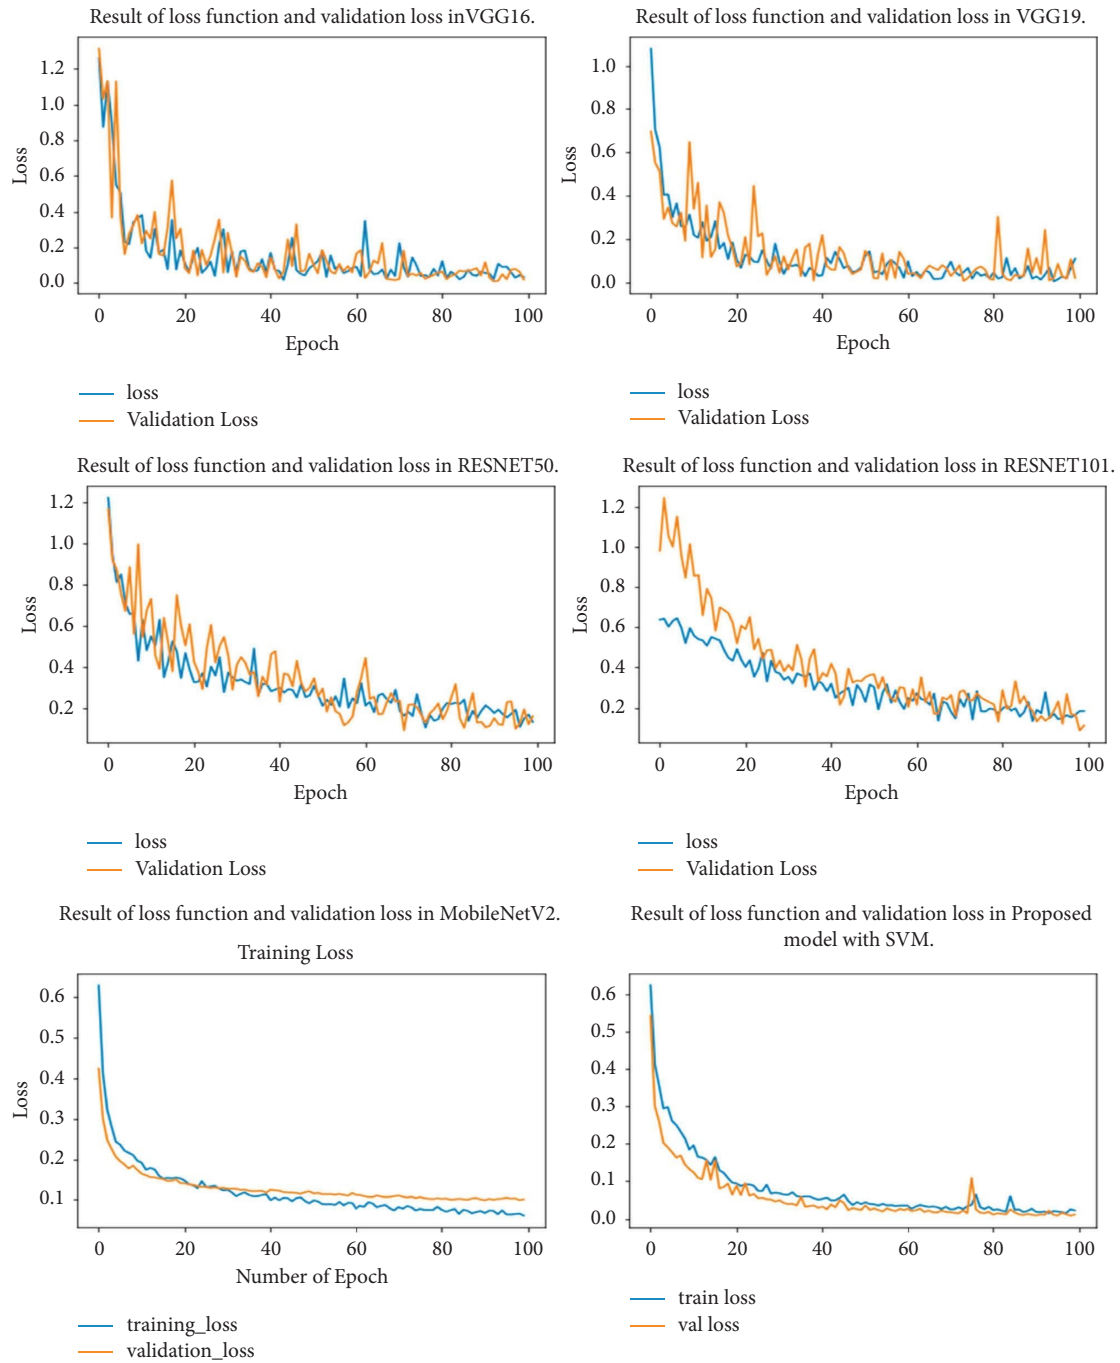 Result of loss function and validation loss inVGG16.
1.2
1.0
0.8
0.6
0.4
0.2
0.0
Loss
0 20 40 60 80 100
Epoch
loss
Validation Loss
Result of loss function and validation loss in VGG19.
1.0
0.8
0.6
0.4
0.2
0.0
Loss
0 20 40 60 80 100
Epoch
loss
Validation Loss
Result of loss function and validation loss in RESNET50.
1.2
1.0
0.8
0.6
0.4
0.2
Loss
0 20 40 60 80 100
Epoch
loss
Validation Loss
Result of loss function and validation loss in RESNET101.
1.2
1.0
0.8
0.6
0.4
0.2
Loss
0 20 40 60 80 100
Epoch
loss
Validation Loss
Result of loss function and validation loss in MobileNetV2.
Training Loss
0.6
0.5
0.4
0.3
0.2
0.1
Loss
0 20 40 60 80 100
Number of Epoch
training_loss
validation_loss
Result of loss function and validation loss in Proposed
model with SVM.
0.6
0.5
0.4
0.3
0.2
0.1
0.0
0 20 40 60 80 100
train loss
val loss